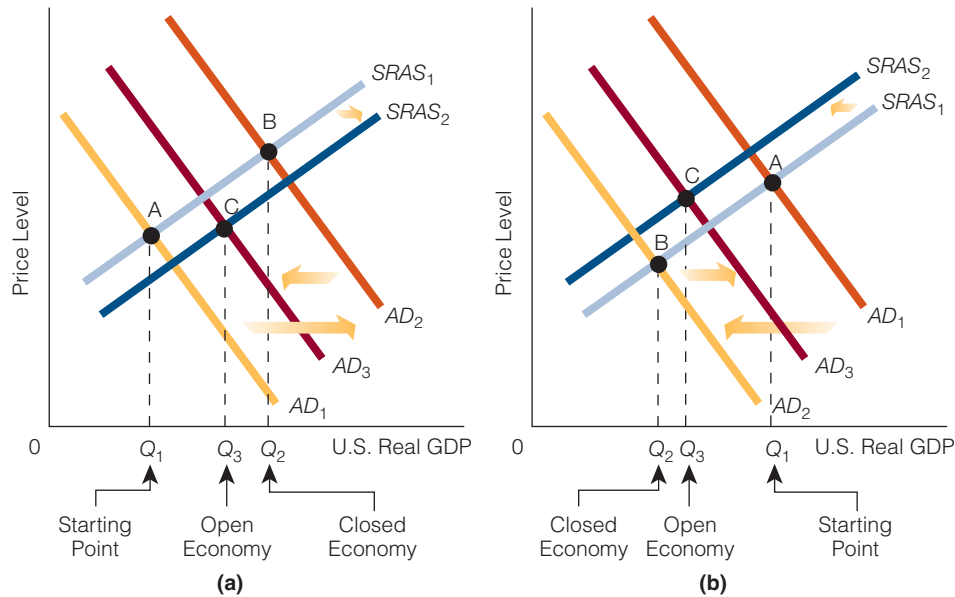 SRAS1
SRAS2
B
A
C
Price Level
AD2
AD3
AD1
0
Q1
Q3
Q2
U.S. Real GDP
Starting
Point
Open
Economy
Closed
Economy
(a)
SRAS2
SRAS1
C
A
B
Price Level
AD1
AD3
AD2
0
Q2
Q3
Q1
U.S. Real GDP
Closed
Economy
Open
Economy
Starting
Point
(b)